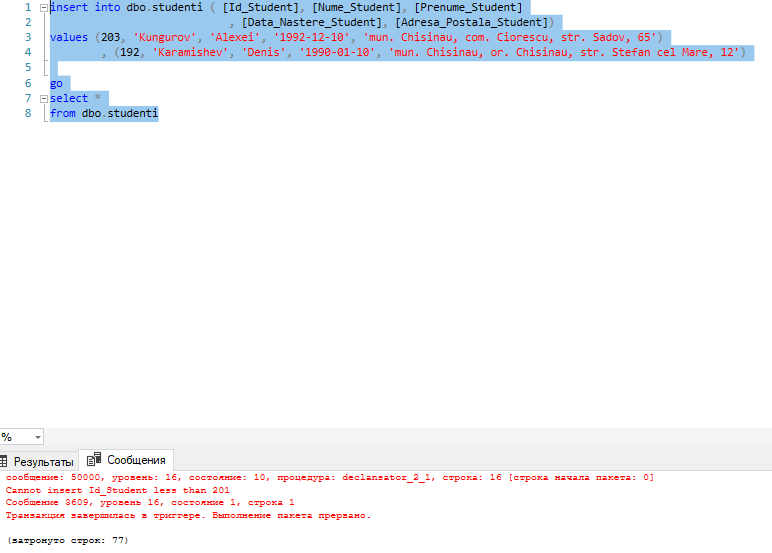 1 insert into dbo.studenti ( [Id_Student], [Nume_Student], [Prenume_Student]
2 , [Data_Nastere_Student], [Adresa_Postala_Student])
3 values (203, 'Kungurov', 'Alexei', '1992-12-10', 'mun. Chisinau, com. Ciorescu, str. Sadov, 65')
4 , (192, 'Karamishev', 'Denis', '1990-01-10', 'mun. Chisinau, or. Chisinau, str. Stefan cel Mare, 12')
5
6 go
7 select *
8 from dbo.studenti
%
Результаты Сообщения
сообщение: 50000, уровень: 16, состояние: 10, процедура: declansator_2_1, строка: 16 [строка начала пакета: 0]
Cannot insert Id_Student less than 201
Сообщение 3609, уровень 16, состояние 1, строка 1
Транзакция завершилась в триггере. Выполнение пакета прервано.
(затронуто строк: 77)